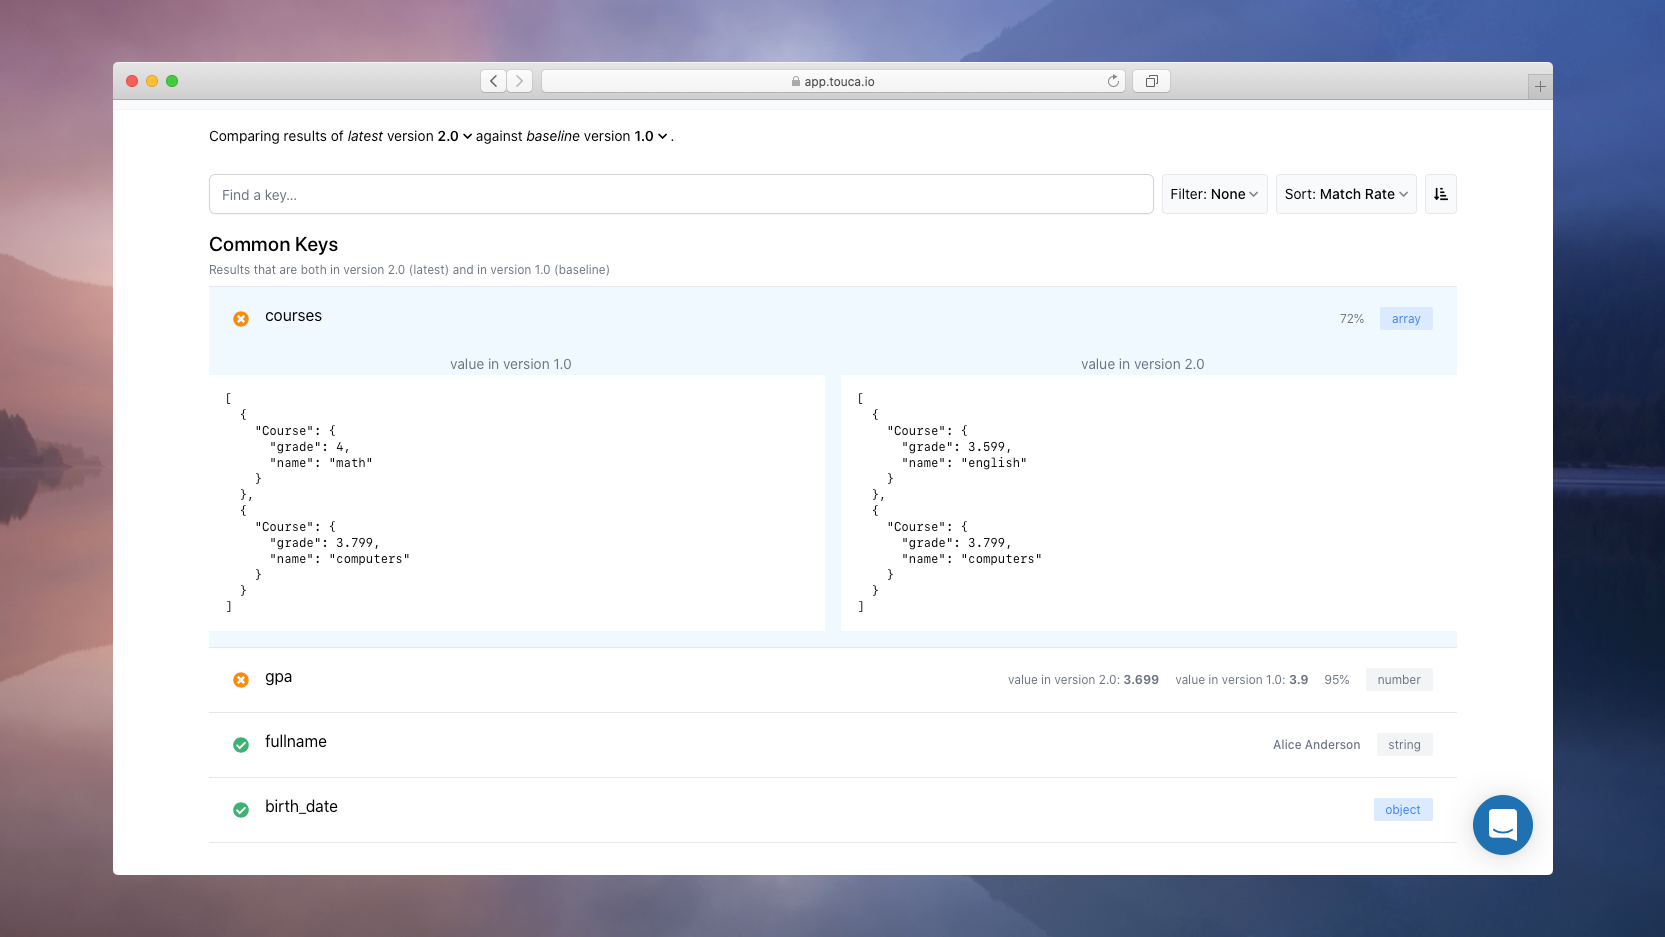 app.touca.io
Comparing results of latest version 2.0 against baseline version 1.0 .
Find a key...
Filter: None
Sort: Match Rate
Common Keys
Results that are both in version 2.0 (latest) and in version 1.0 (baseline)
courses
72%
array
value in version 1.0
[
  {
    "Course": {
      "grade": 4,
      "name": "math"
    }
  },
  {
    "Course": {
      "grade": 3.799,
      "name": "computers"
    }
  }
]
value in version 2.0
[
  {
    "Course": {
      "grade": 3.599,
      "name": "english"
    }
  },
  {
    "Course": {
      "grade": 3.799,
      "name": "computers"
    }
  }
]
gpa
value in version 2.0: 3.699 value in version 1.0: 3.9 95% number
fullname
Alice Anderson string
birth_date
object